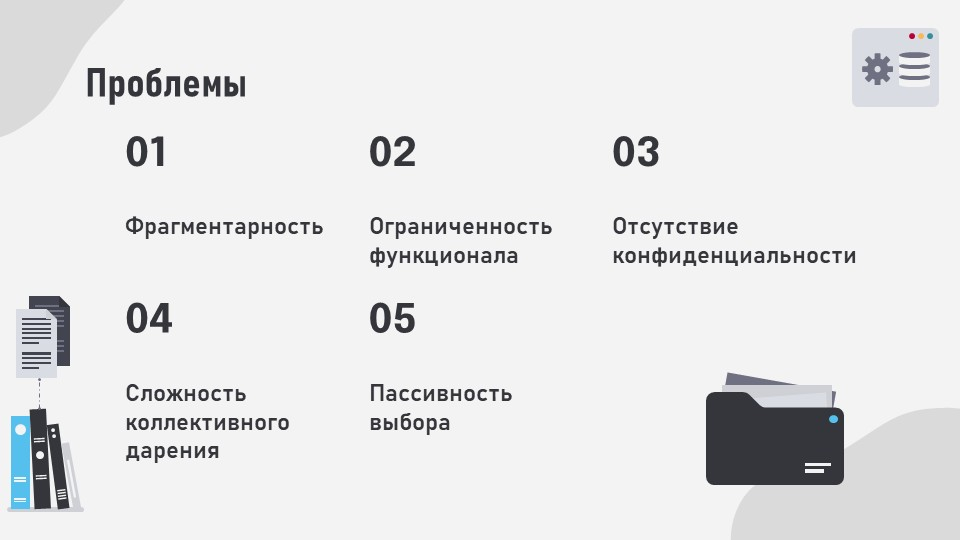 Проблемы
01
02
03
Фрагментарность
Ограниченность
функционала
Отсутствие
конфиденциальности
04
05
Сложность
коллективного
дарения
Пассивность
выбора